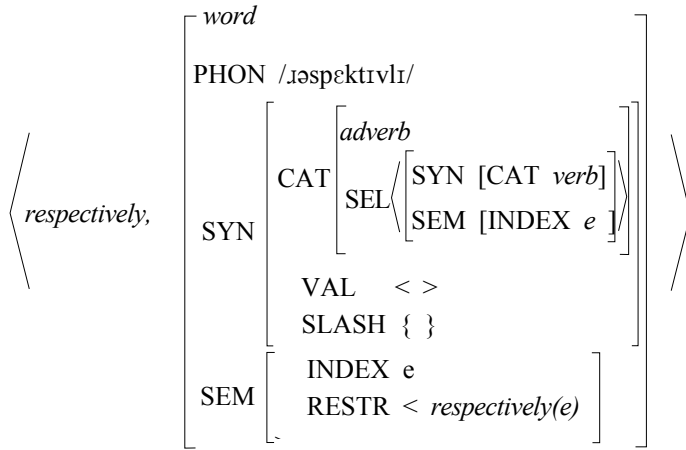 word
PHON /ɹəspɛktɪvlɪ/
adverb
CAT
SYN [CAT verb]
SEL
SEM [INDEX e ]
respectively,
SYN
VAL < >
SLASH { }
INDEX e
SEM
RESTR < respectively(e)